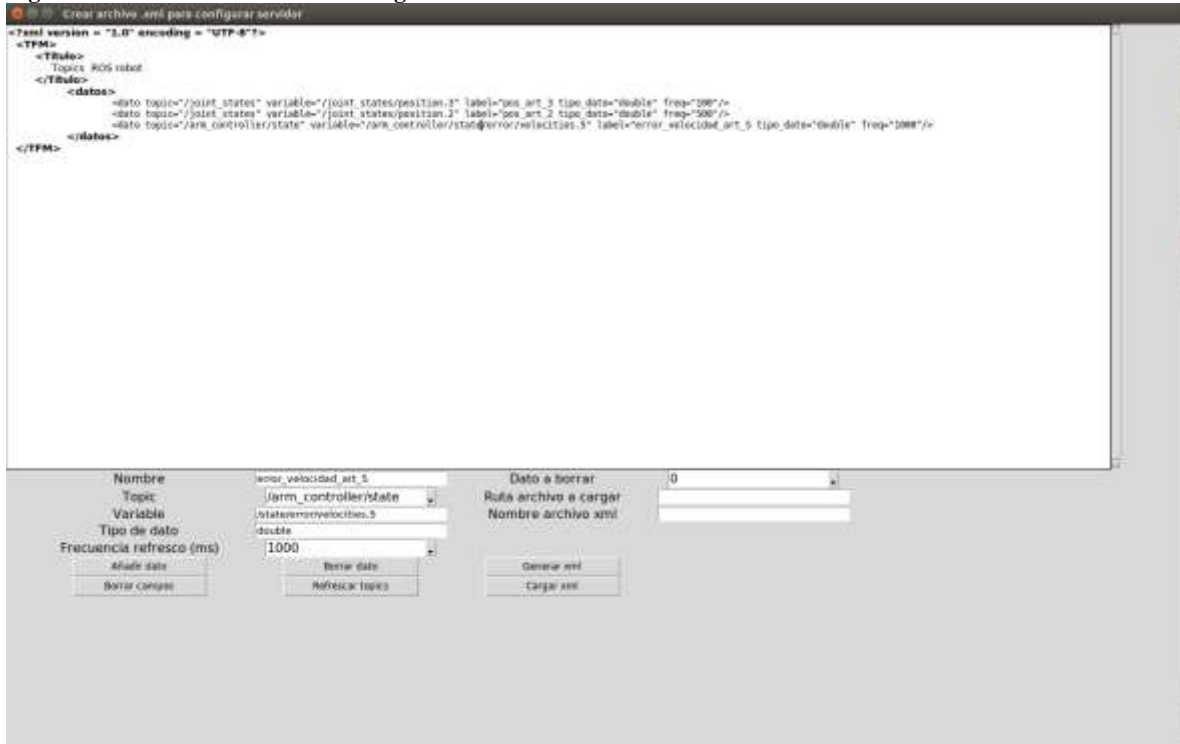 Crear archivo .xml para configurar servidor
<?xml version = "1.0" encoding = "UTF-8"?>
<TFM>
<Titulo>
Topics ROS robot
</Titulo>
<datos>
<dato topic="/joint_states" variable="/joint_states/position.3" label="pos_art_3 tipo_dato="double" freq="100"/>
<dato topic="/joint_states" variable="/joint_states/position.2" label="pos_art_2 tipo_dato="double" freq="500"/>
<dato topic="/arm_controller/state" variable="/arm_controller/state/error/velocities.5" label="error_velocidad_art_5 tipo_dato="double" freq="1000"/>
</datos>
</TFM>
Nombre error_velocidad_art_5 Dato a borrar 0
Topic /arm_controller/state Ruta archivo a cargar
Variable /state/error/velocities.5 Nombre archivo xml
Tipo de dato double
Frecuencia refresco (ms) 1000
Añadir dato Borrar dato Generar xml
Borrar campos Refrescar topics Cargar xml